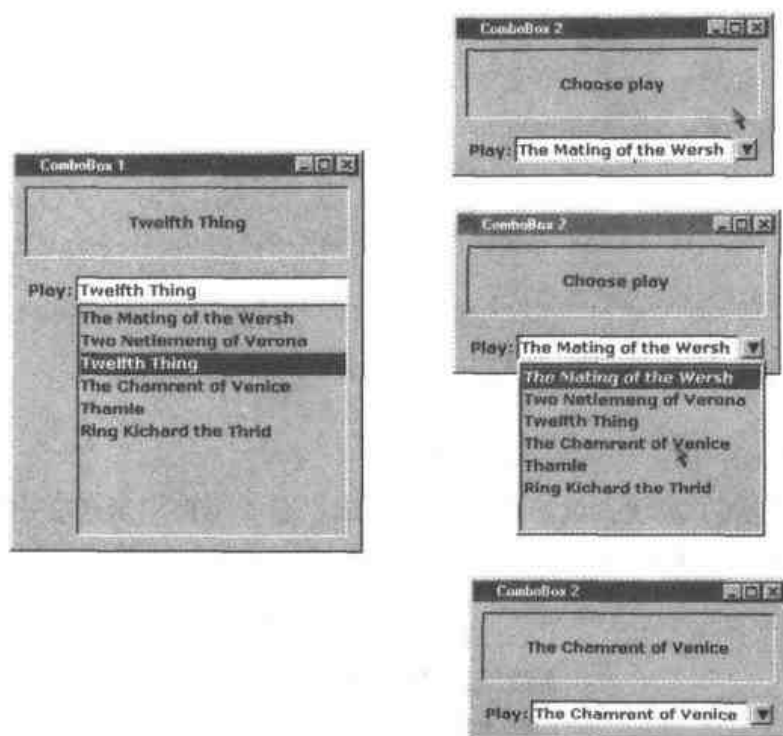 ComboBox 1
Twelfth Thing
Play: Twelfth Thing
The Mating of the Wersh
Two Netlemeng of Verona
Twelfth Thing
The Chamrent of Venice
Thamle
Ring Kichard the Thrid
ComboBox 2
Choose play
Play: The Mating of the Wersh
ComboBox 2
Choose play
Play: The Mating of the Wersh
The Mating of the Wersh
Two Netlemeng of Verona
Twelfth Thing
The Chamrent of Venice
Thamle
Ring Kichard the Thrid
ComboBox 2
The Chamrent of Venice
Play: The Chamrent of Venice